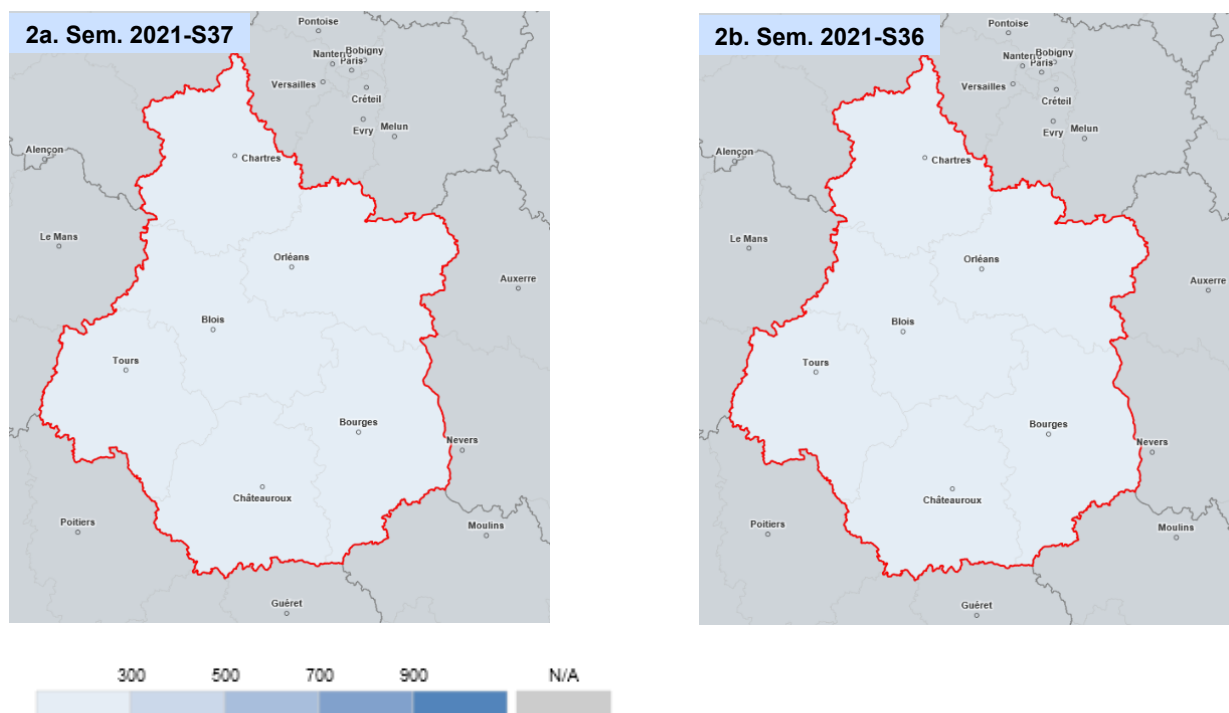 2a. Sem. 2021-S37
Pontoise
Nanterre
Bobigny
Paris
Versailles
Créteil
Evry
Melun
Alençon
Chartres
Le Mans
Orléans
Auxerre
Blois
Tours
Bourges
Nevers
Châteauroux
Poitiers
Moulins
Guéret
2b. Sem. 2021-S36
Pontoise
Nanterre
Bobigny
Paris
Versailles
Créteil
Evry
Melun
Alençon
Chartres
Le Mans
Orléans
Auxerre
Blois
Tours
Bourges
Nevers
Châteauroux
Poitiers
Moulins
Guéret
300 500 700 900 N/A